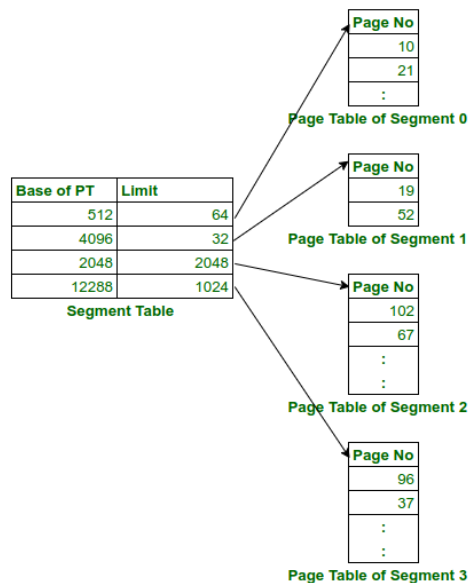 Page No
10
21
:
Page Table of Segment 0
Page No
19
52
Page Table of Segment 1
Base of PT Limit
512 64
4096 32
2048 2048
12288 1024
Segment Table
Page No
102
67
:
:
Page Table of Segment 2
Page No
96
37
:
:
Page Table of Segment 3